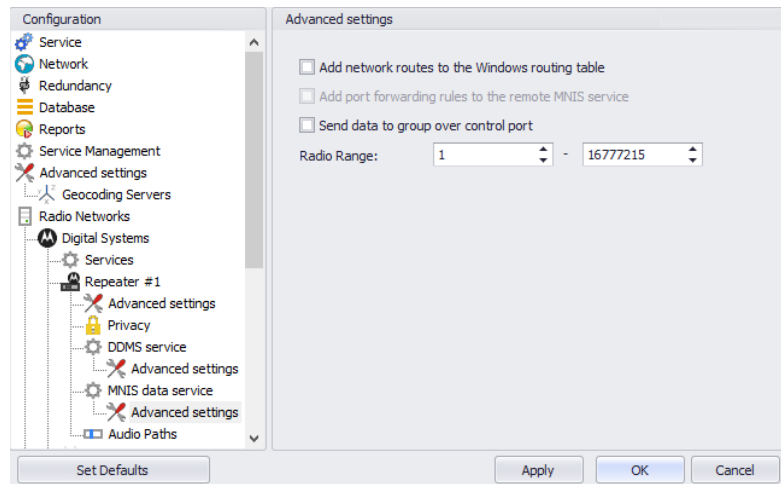 Configuration
Service
Network
Redundancy
Database
Reports
Service Management
Advanced settings
Geocoding Servers
Radio Networks
Digital Systems
Services
Repeater #1
Advanced settings
Privacy
DDMS service
Advanced settings
MNIS data service
Advanced settings
Audio Paths
Advanced settings
Add network routes to the Windows routing table
Add port forwarding rules to the remote MNIS service
Send data to group over control port
Radio Range: 1 - 16777215
Set Defaults Apply OK Cancel